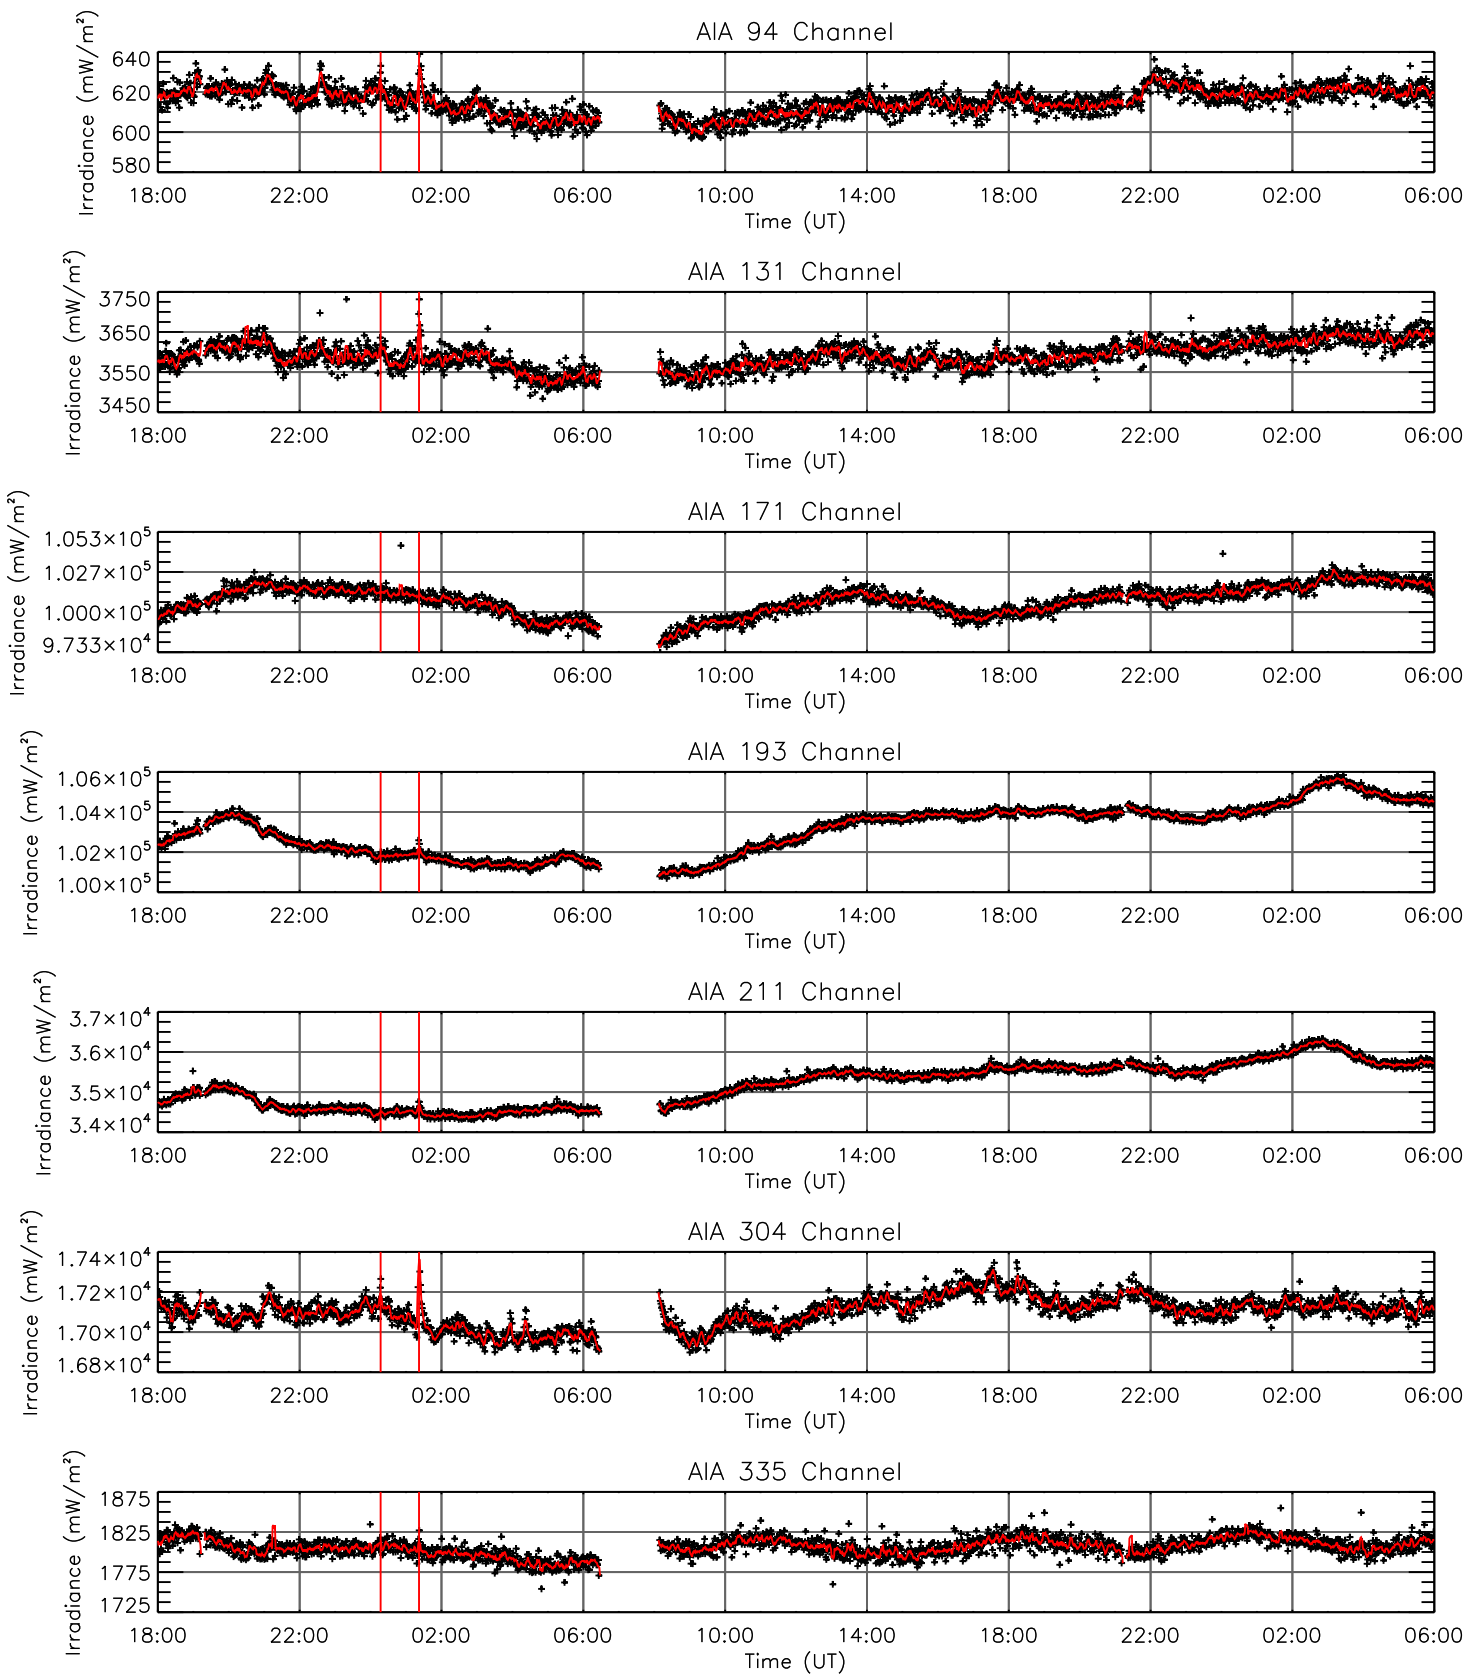 AIA 94 Channel
Irradiance (mW/m²)
640
620
600
580
18:00 22:00 02:00 06:00 10:00 14:00 18:00 22:00 02:00 06:00
Time (UT)
AIA 131 Channel
Irradiance (mW/m²)
3750
3650
3550
3450
18:00 22:00 02:00 06:00 10:00 14:00 18:00 22:00 02:00 06:00
Time (UT)
AIA 171 Channel
Irradiance (mW/m²)
1.053×10⁵
1.027×10⁵
1.000×10⁵
9.733×10⁴
18:00 22:00 02:00 06:00 10:00 14:00 18:00 22:00 02:00 06:00
Time (UT)
AIA 193 Channel
Irradiance (mW/m²)
1.06×10⁵
1.04×10⁵
1.02×10⁵
1.00×10⁵
18:00 22:00 02:00 06:00 10:00 14:00 18:00 22:00 02:00 06:00
Time (UT)
AIA 211 Channel
Irradiance (mW/m²)
3.7×10⁴
3.6×10⁴
3.5×10⁴
3.4×10⁴
18:00 22:00 02:00 06:00 10:00 14:00 18:00 22:00 02:00 06:00
Time (UT)
AIA 304 Channel
Irradiance (mW/m²)
1.74×10⁴
1.72×10⁴
1.70×10⁴
1.68×10⁴
18:00 22:00 02:00 06:00 10:00 14:00 18:00 22:00 02:00 06:00
Time (UT)
AIA 335 Channel
Irradiance (mW/m²)
1875
1825
1775
1725
18:00 22:00 02:00 06:00 10:00 14:00 18:00 22:00 02:00 06:00
Time (UT)